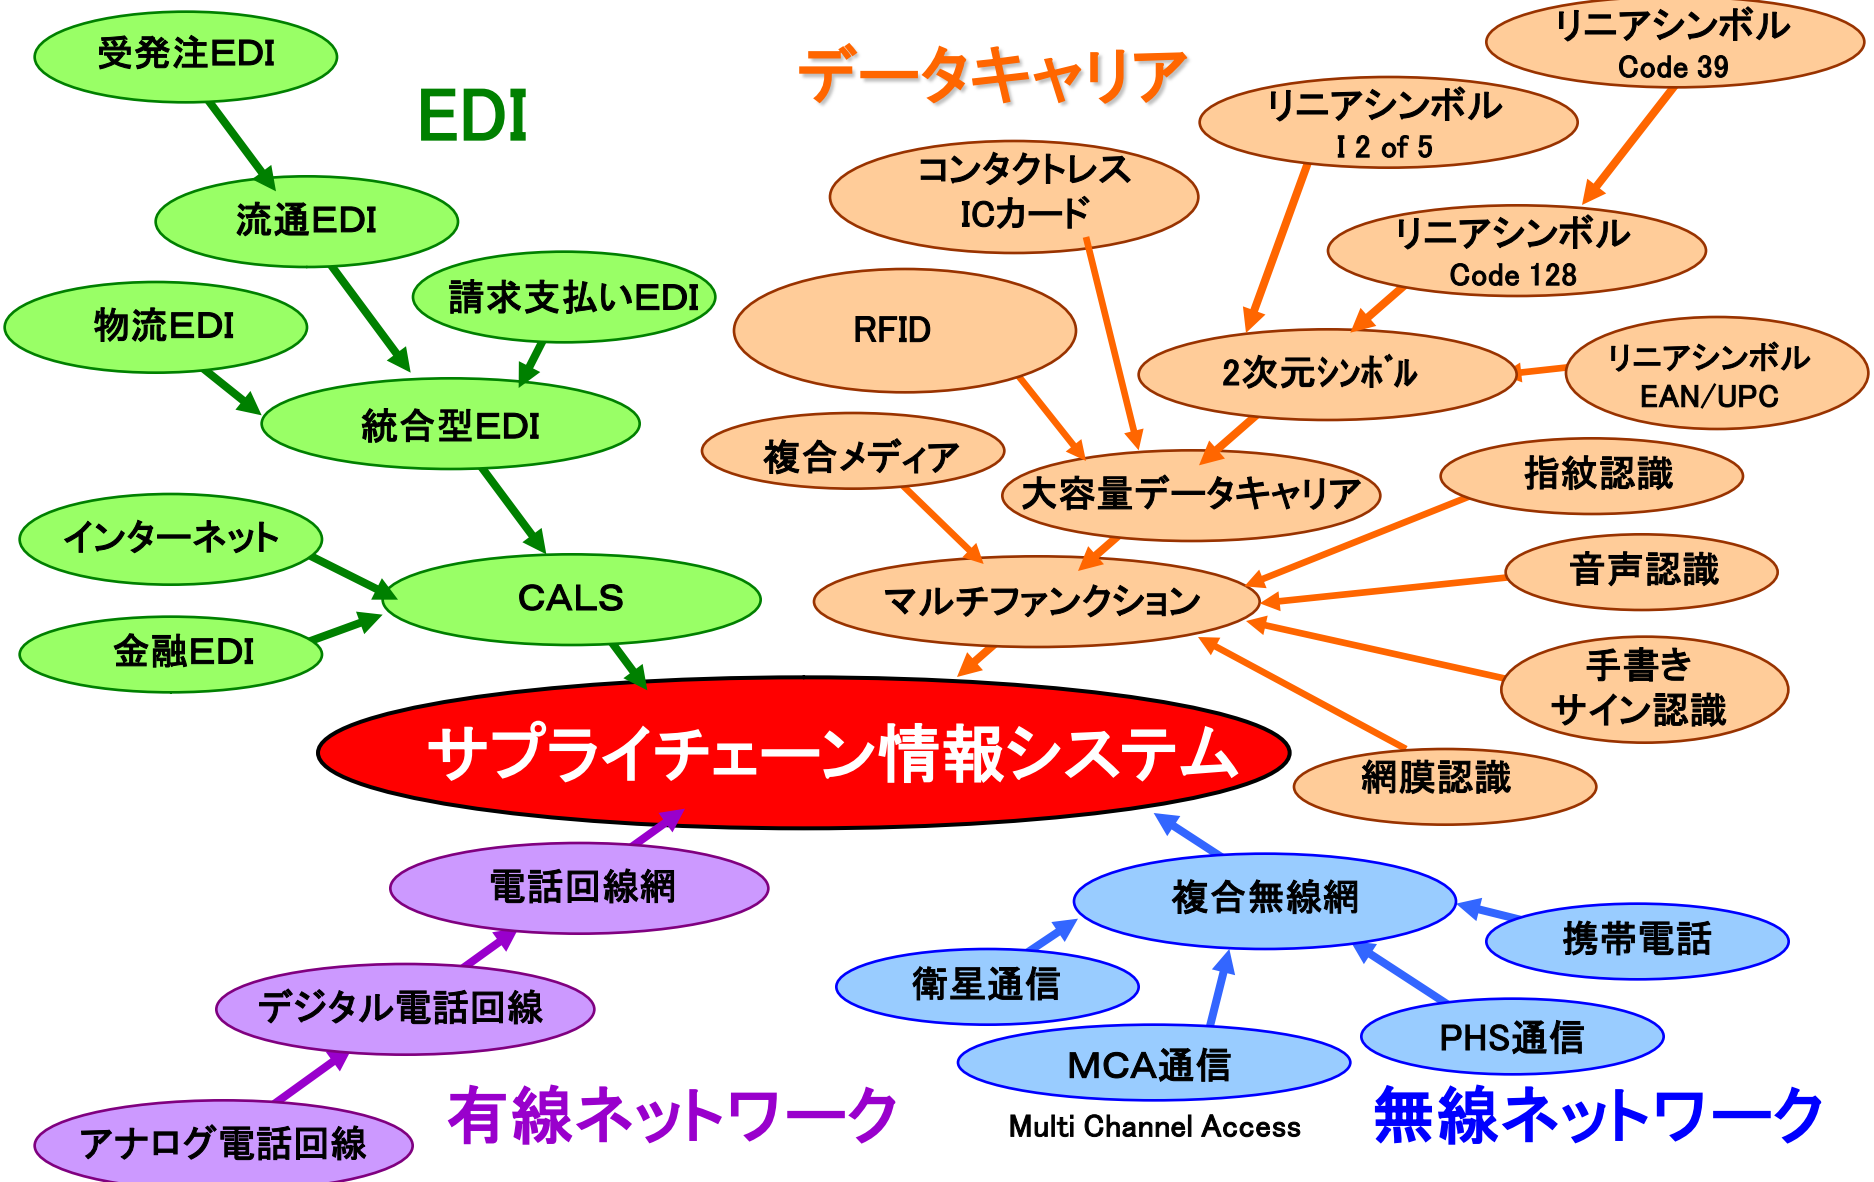 受発注EDI
EDI
データキャリア
リニアシンボル
Code 39
リニアシンボル
I 2 of 5
コンタクトレス
ICカード
流通EDI
リニアシンボル
Code 128
請求支払いEDI
物流EDI
RFID
2次元シンボル
リニアシンボル
EAN/UPC
統合型EDI
複合メディア
大容量データキャリア
指紋認識
インターネット
CALS
マルチファンクション
音声認識
金融EDI
手書き
サイン認識
サプライチェーン情報システム
網膜認識
電話回線網
複合無線網
携帯電話
衛星通信
デジタル電話回線
MCA通信
PHS通信
有線ネットワーク
Multi Channel Access
無線ネットワーク
アナログ電話回線